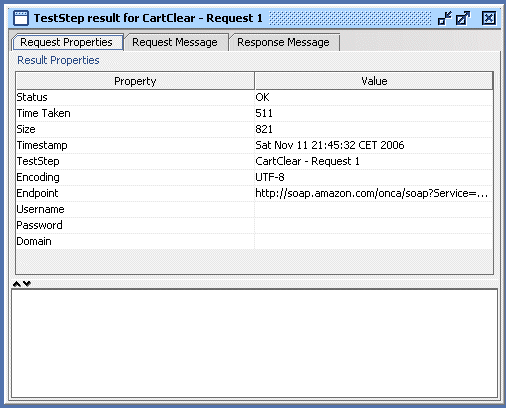 TestStep result for CartClear - Request 1
Request Properties Request Message Response Message
Result Properties
Property Value
Status OK
Time Taken 511
Size 821
Timestamp Sat Nov 11 21:45:32 CET 2006
TestStep CartClear - Request 1
Encoding UTF-8
Endpoint http://soap.amazon.com/onca/soap?Service=...
Username
Password
Domain